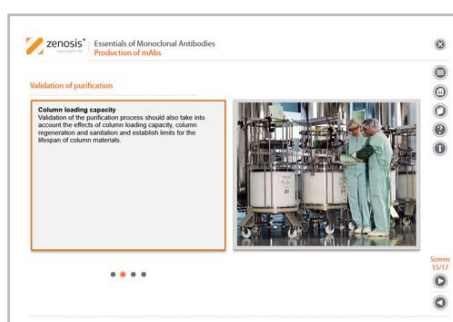 zenosis
Essentials of Monoclonal Antibodies
Production of mAbs
Validation of purification
Column loading capacity
Validation of the purification process should also take into
account the effects of column loading capacity, column
regeneration and sanitation and establish limits for the
lifespan of column materials.
Screen
15/17